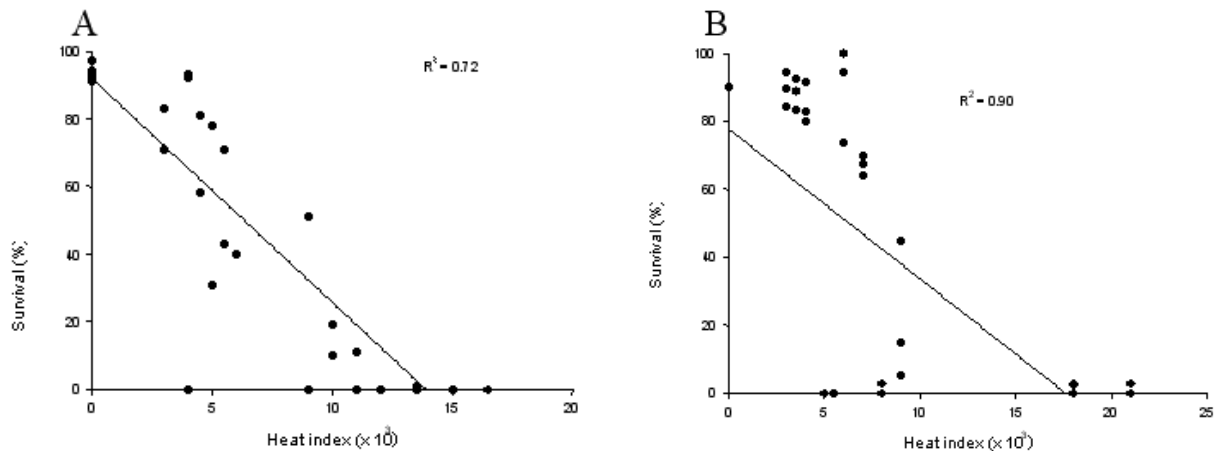 A
R² = 0.72
100
80
60
40
20
0
Survival (%)
0 5 10 15 20
Heat index (× 10³)
B
R² = 0.90
100
80
60
40
20
0
Survival (%)
0 5 10 15 20 25
Heat index (× 10³)